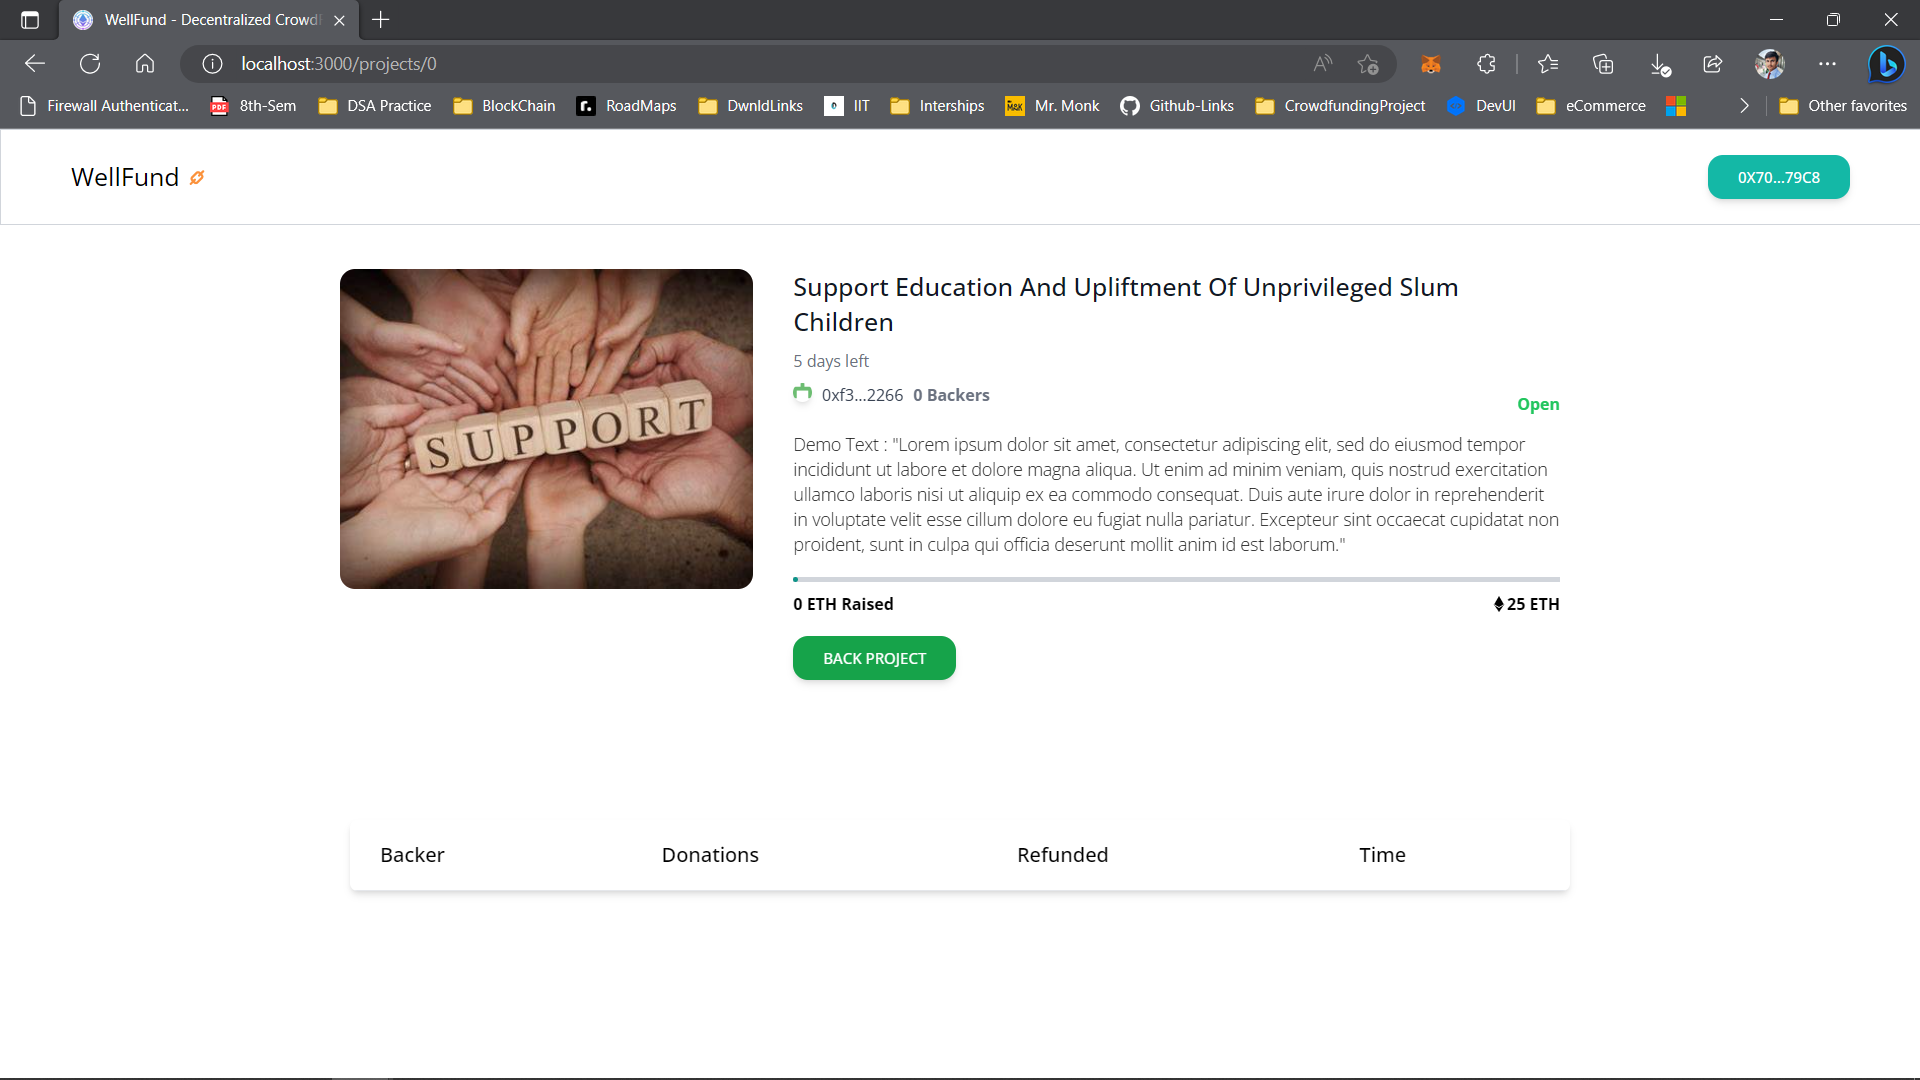 WellFund - Decentralized Crowd
localhost:3000/projects/0
Firewall Authenticat... 8th-Sem DSA Practice BlockChain RoadMaps DwnldLinks IIT Interships Mr. Monk Github-Links CrowdfundingProject DevUI eCommerce Other favorites
WellFund
0X70...79C8
SUPPORT
Support Education And Upliftment Of Unprivileged Slum
Children
5 days left
0xf3...2266 0 Backers
Open
Demo Text : "Lorem ipsum dolor sit amet, consectetur adipiscing elit, sed do eiusmod tempor
incididunt ut labore et dolore magna aliqua. Ut enim ad minim veniam, quis nostrud exercitation
ullamco laboris nisi ut aliquip ex ea commodo consequat. Duis aute irure dolor in reprehenderit
in voluptate velit esse cillum dolore eu fugiat nulla pariatur. Excepteur sint occaecat cupidatat non
proident, sunt in culpa qui officia deserunt mollit anim id est laborum."
0 ETH Raised 25 ETH
BACK PROJECT
Backer Donations Refunded Time